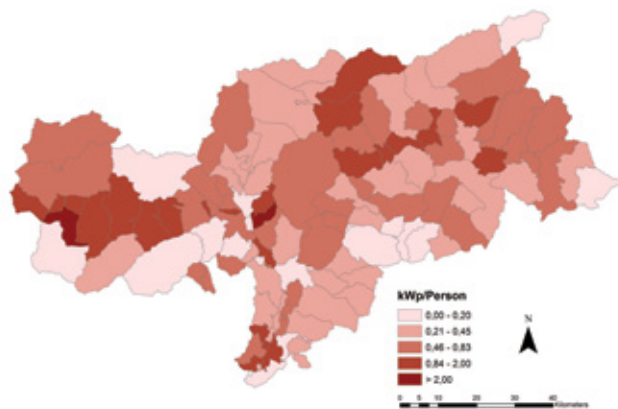 kWp/Person
0,00 - 0,20
0,21 - 0,45
0,46 - 0,83
0,84 - 2,00
> 2,00
N
0 5 10 20 30 40
Kilometers